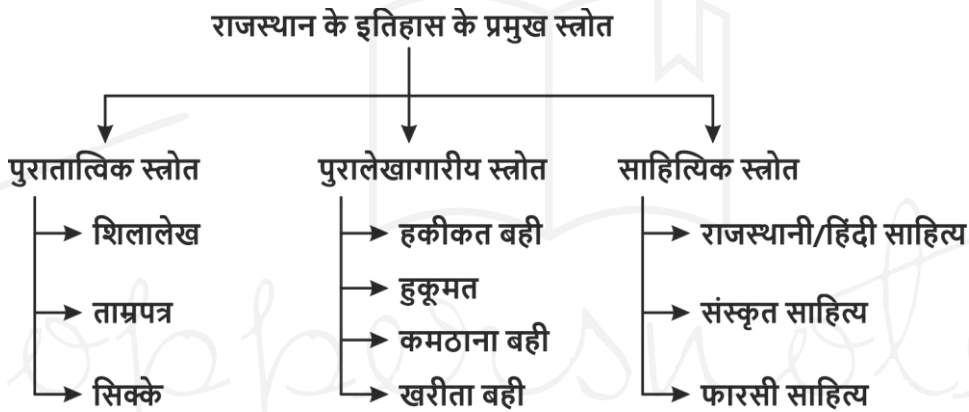 राजस्थान के इतिहास के प्रमुख स्त्रोत
पुरातात्विक स्त्रोत
शिलालेख
ताम्रपत्र
सिक्के
पुरालेखागारीय स्त्रोत
हकीकत बही
हुकूमत
कमठाना बही
खरीता बही
साहित्यिक स्त्रोत
राजस्थानी/हिंदी साहित्य
संस्कृत साहित्य
फारसी साहित्य